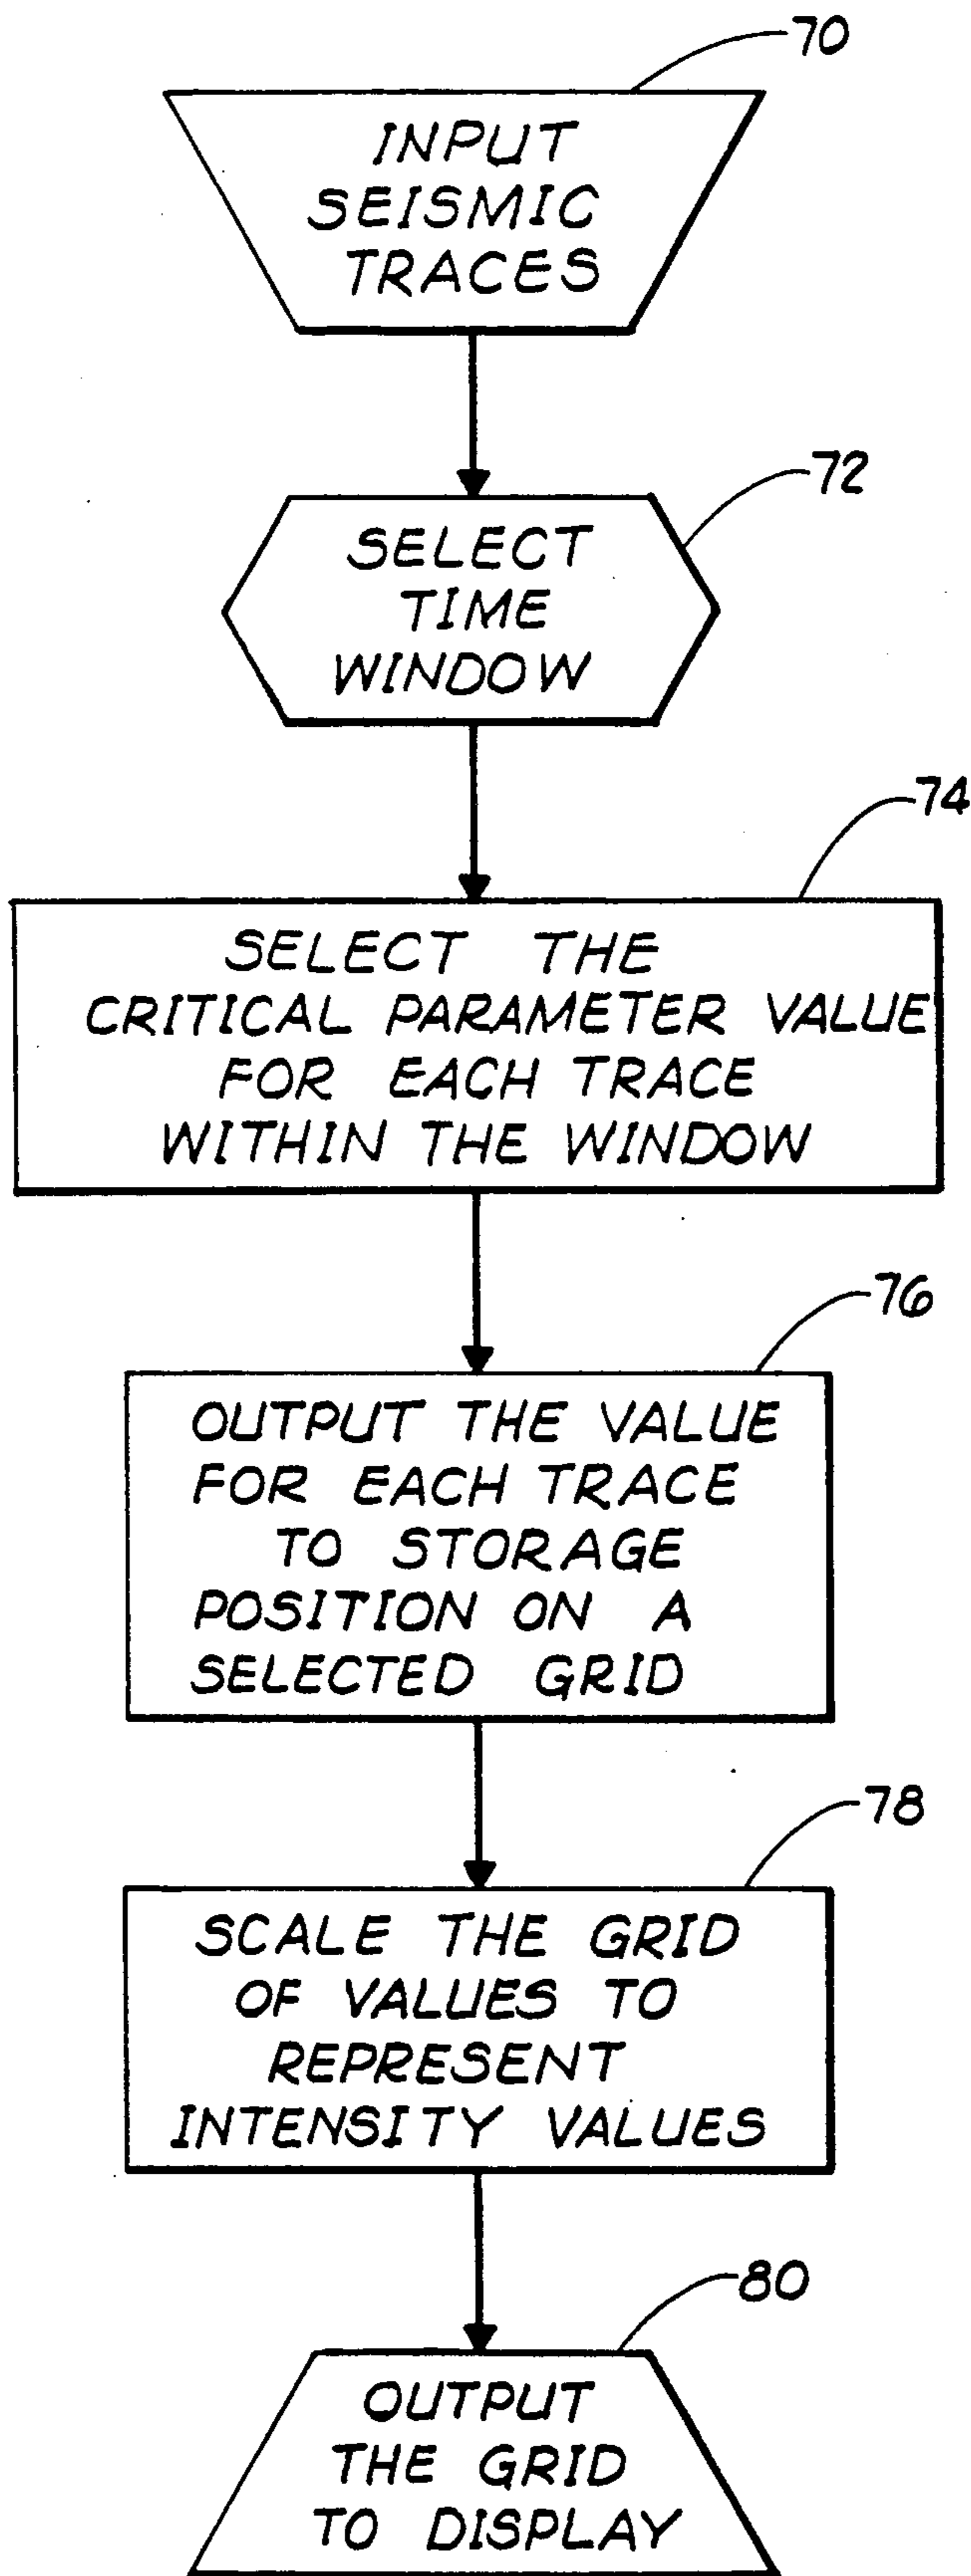 70
INPUT
SEISMIC
TRACES
72
SELECT
TIME
WINDOW
74
SELECT THE
CRITICAL PARAMETER VALUE
FOR EACH TRACE
WITHIN THE WINDOW
76
OUTPUT THE VALUE
FOR EACH TRACE
TO STORAGE
POSITION ON A
SELECTED GRID
78
SCALE THE GRID
OF VALUES TO
REPRESENT
INTENSITY VALUES
80
OUTPUT
THE GRID
TO DISPLAY